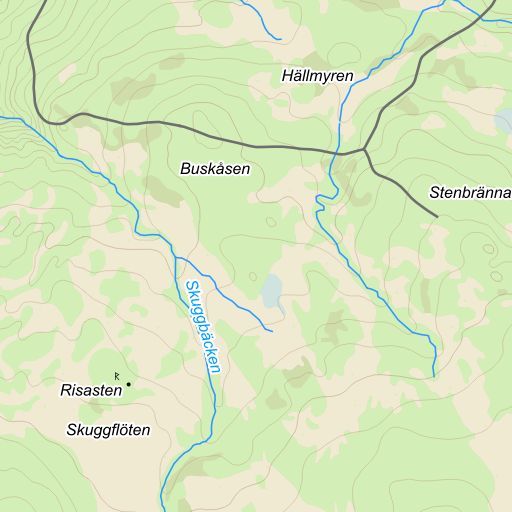 Hällmyren
Buskåsen
Stenbränna
Skuggbäcken
Risasten
Skuggflöten